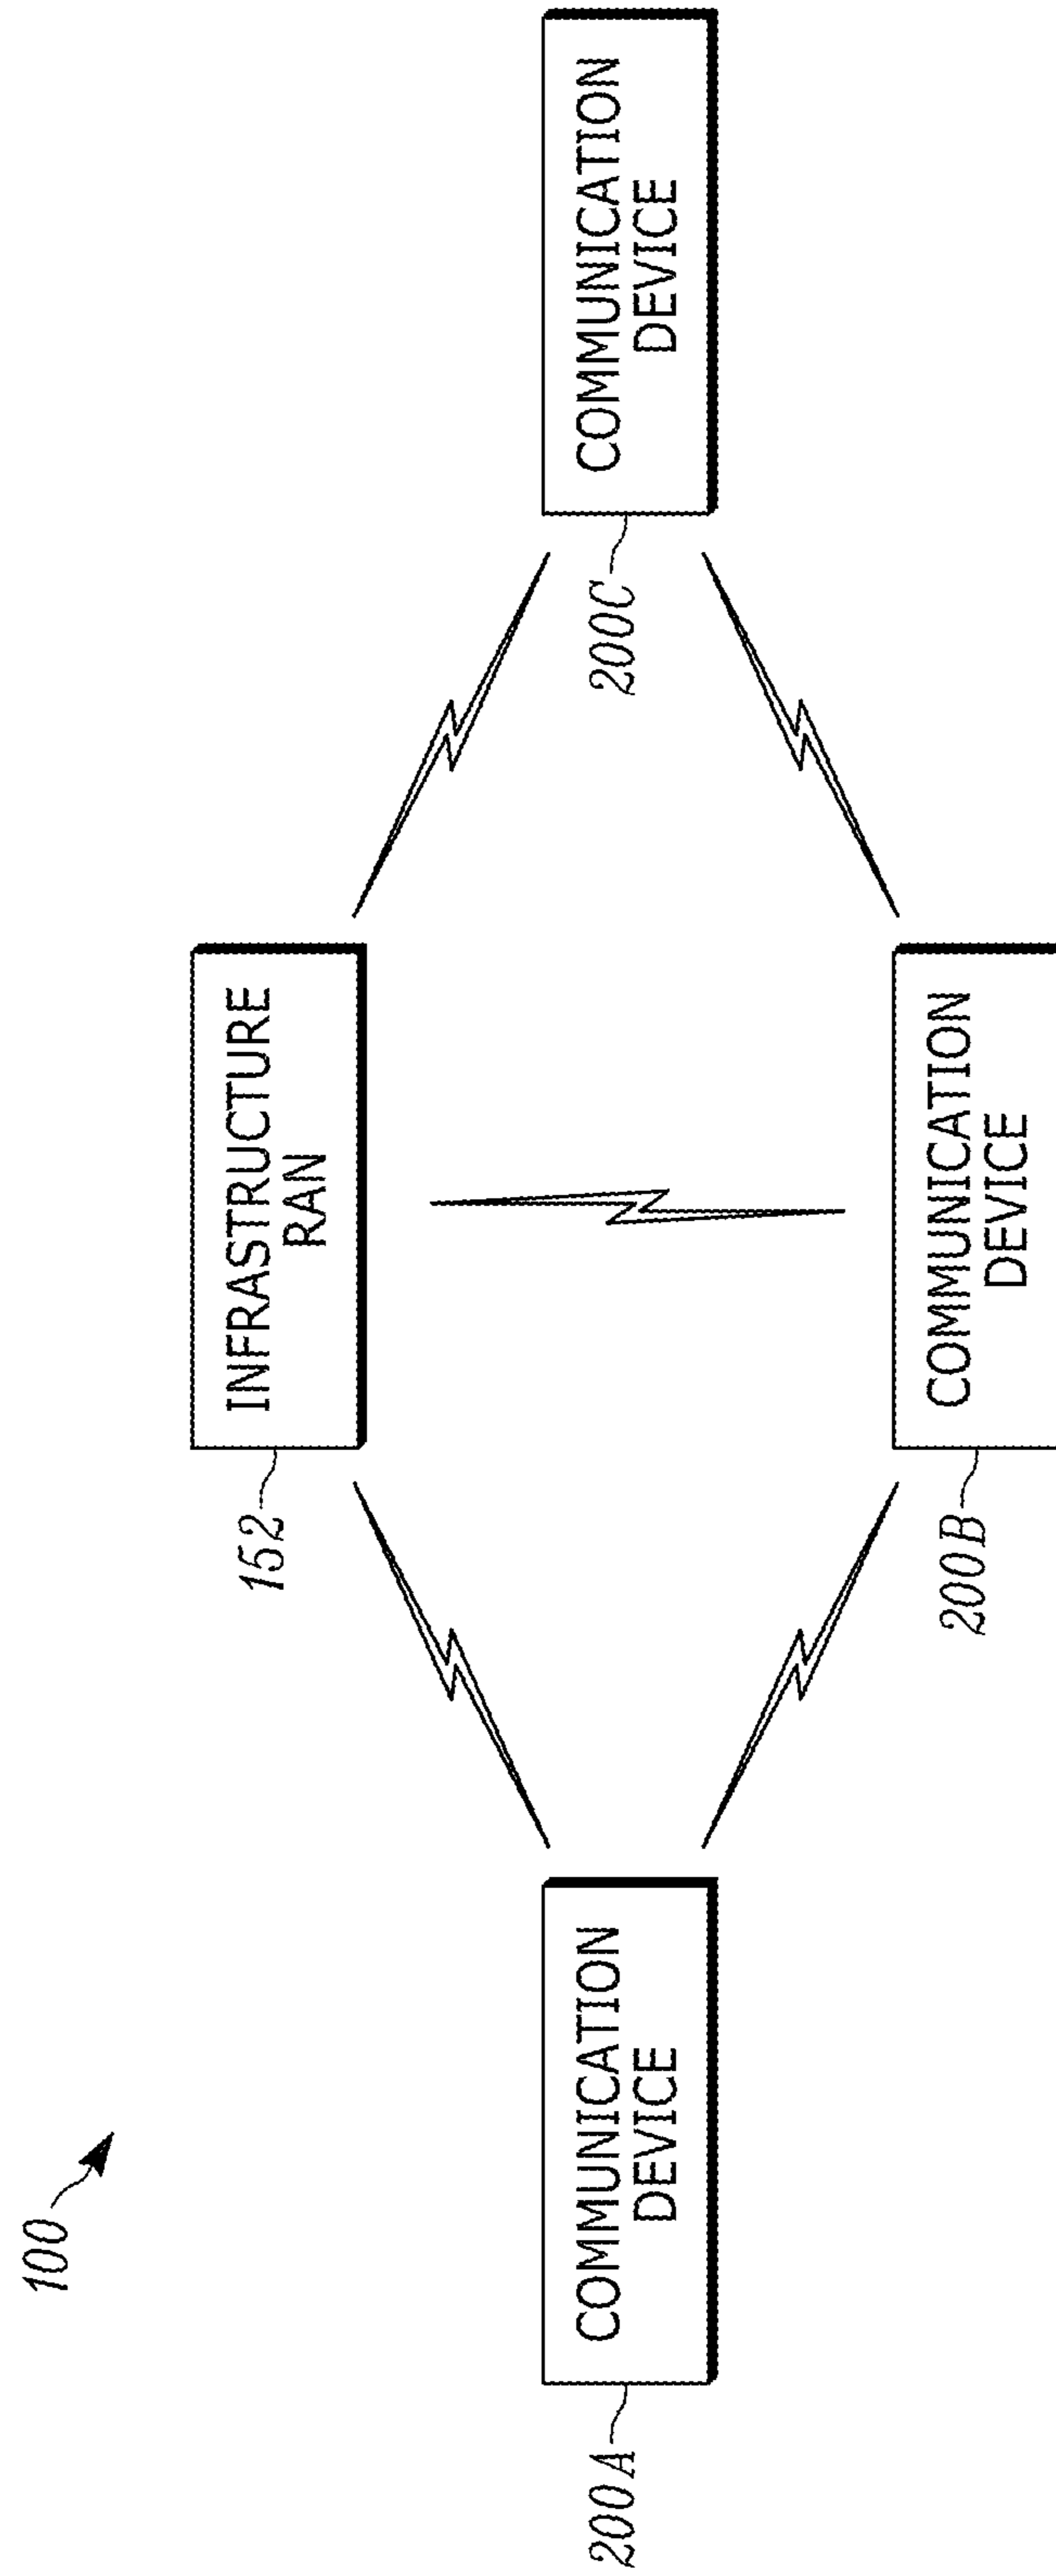 100
152
INFRASTRUCTURE
RAN
200A
COMMUNICATION
DEVICE
200C
COMMUNICATION
DEVICE
200B
COMMUNICATION
DEVICE